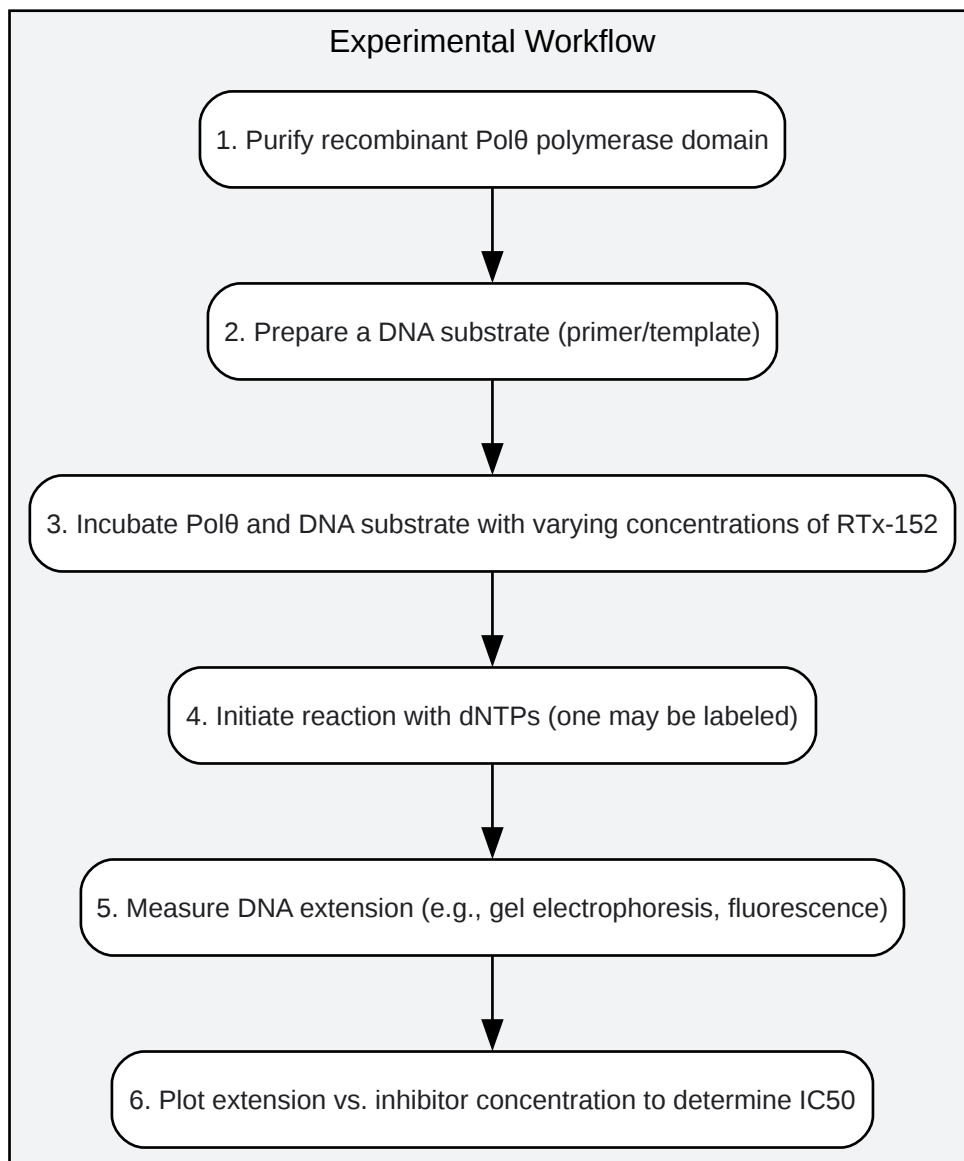 Experimental Workflow
1. Purify recombinant Polθ polymerase domain
2. Prepare a DNA substrate (primer/template)
3. Incubate Polθ and DNA substrate with varying concentrations of RTx-152
4. Initiate reaction with dNTPs (one may be labeled)
5. Measure DNA extension (e.g., gel electrophoresis, fluorescence)
6. Plot extension vs. inhibitor concentration to determine IC50